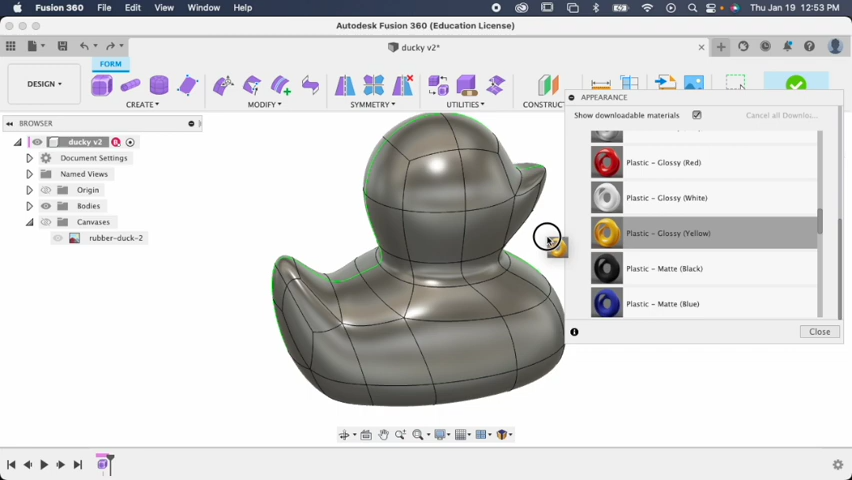 Fusion 360 File Edit View Window Help Thu Jan 19 12:53 PM
Autodesk Fusion 360 (Education License)
ducky v2*
FORM
DESIGN
CREATE MODIFY SYMMETRY UTILITIES CONSTRUC
BROWSER
ducky v2
Document Settings
Named Views
Origin
Bodies
Canvases
rubber-duck-2
APPEARANCE
Show downloadable materials Cancel all Downloa...
Plastic - Glossy (Red)
Plastic - Glossy (White)
Plastic - Glossy (Yellow)
Plastic - Matte (Black)
Plastic - Matte (Blue)
Close